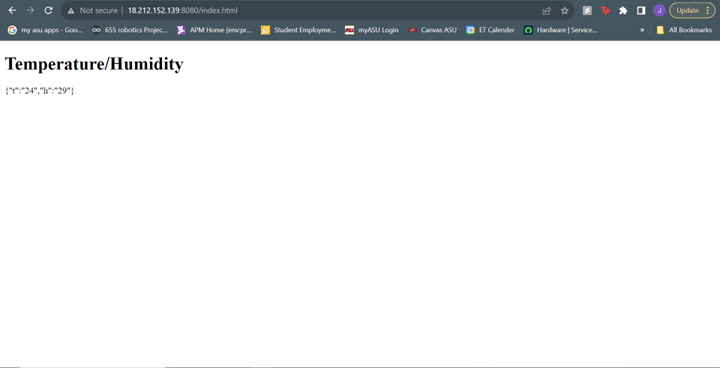 Not secure | 18.212.152.139:8080/index.html
J
Update
my asu apps - Goo...
655 robotics Projec...
APM Home (env:pr...
Student Employme...
myASU Login
Canvas ASU
ET Calender
Hardware | Service...
»
All Bookmarks
Temperature/Humidity
{"t":"24","h":"29"}